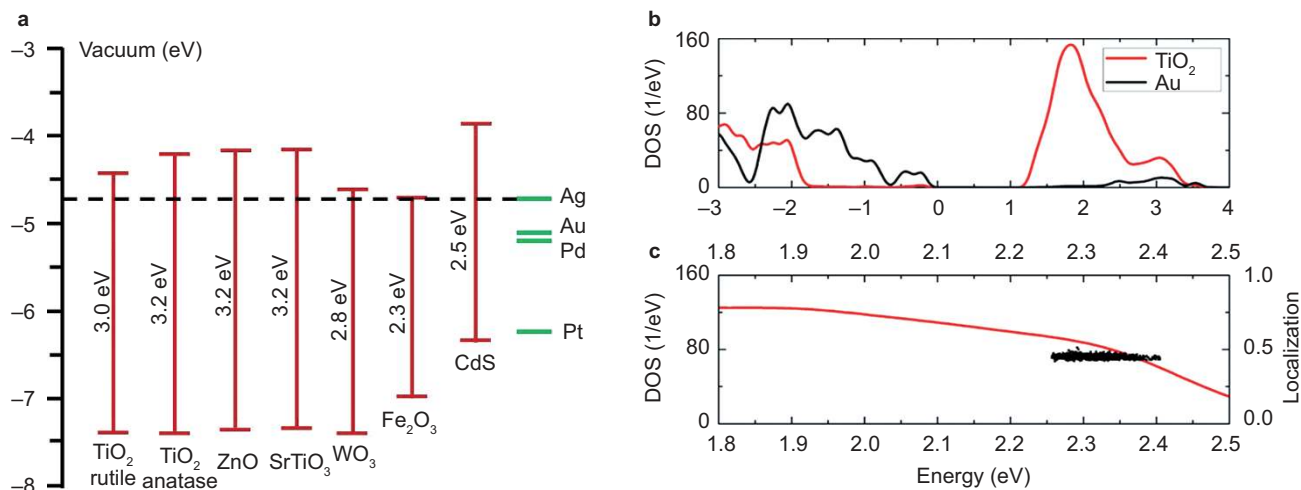 a
Vacuum (eV)
–3
–4
–5
–6
–7
–8
3.0 eV
3.2 eV
3.2 eV
3.2 eV
2.8 eV
2.3 eV
2.5 eV
TiO2 rutile
TiO2 anatase
ZnO
SrTiO3
WO3
Fe2O3
CdS
Ag
Au
Pd
Pt
b
DOS (1/eV)
160
80
0
TiO2
Au
–3 –2 –1 0 1 2 3 4
1.8 1.9 2.0 2.1 2.2 2.3 2.4 2.5
c
DOS (1/eV)
160
80
0
1.0
0.5
0.0
Localization
1.8 1.9 2.0 2.1 2.2 2.3 2.4 2.5
Energy (eV)